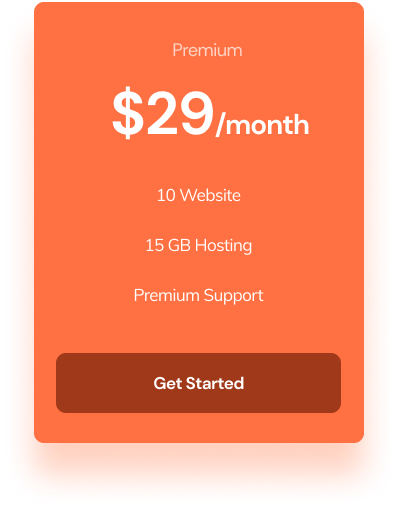 Premium
$29/month
10 Website
15 GB Hosting
Premium Support
Get Started